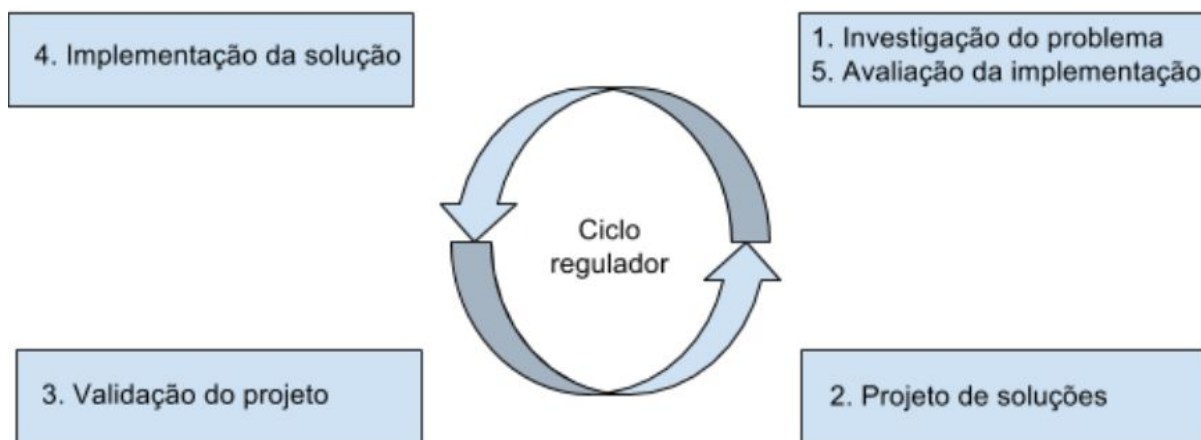 4. Implementação da solução
1. Investigação do problema
5. Avaliação da implementação
Ciclo
regulador
3. Validação do projeto
2. Projeto de soluções